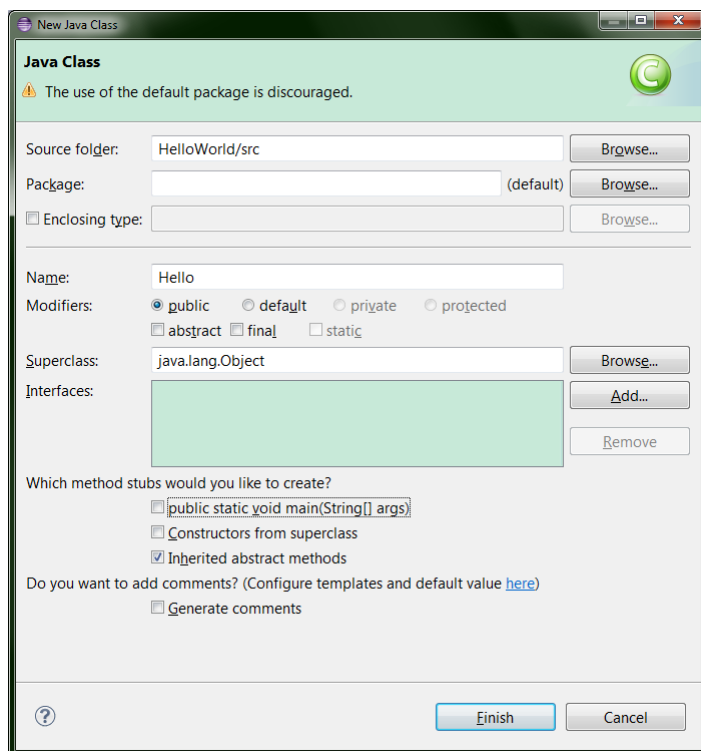 New Java Class
Java Class
The use of the default package is discouraged.
C
Source folder: HelloWorld/src Browse...
Package: (default) Browse...
Enclosing type: Browse...
Name: Hello
Modifiers: public default private protected
abstract final static
Superclass: java.lang.Object Browse...
Interfaces: Add...
Remove
Which method stubs would you like to create?
public static void main(String[] args)
Constructors from superclass
Inherited abstract methods
Do you want to add comments? (Configure templates and default value here)
Generate comments
? Finish Cancel